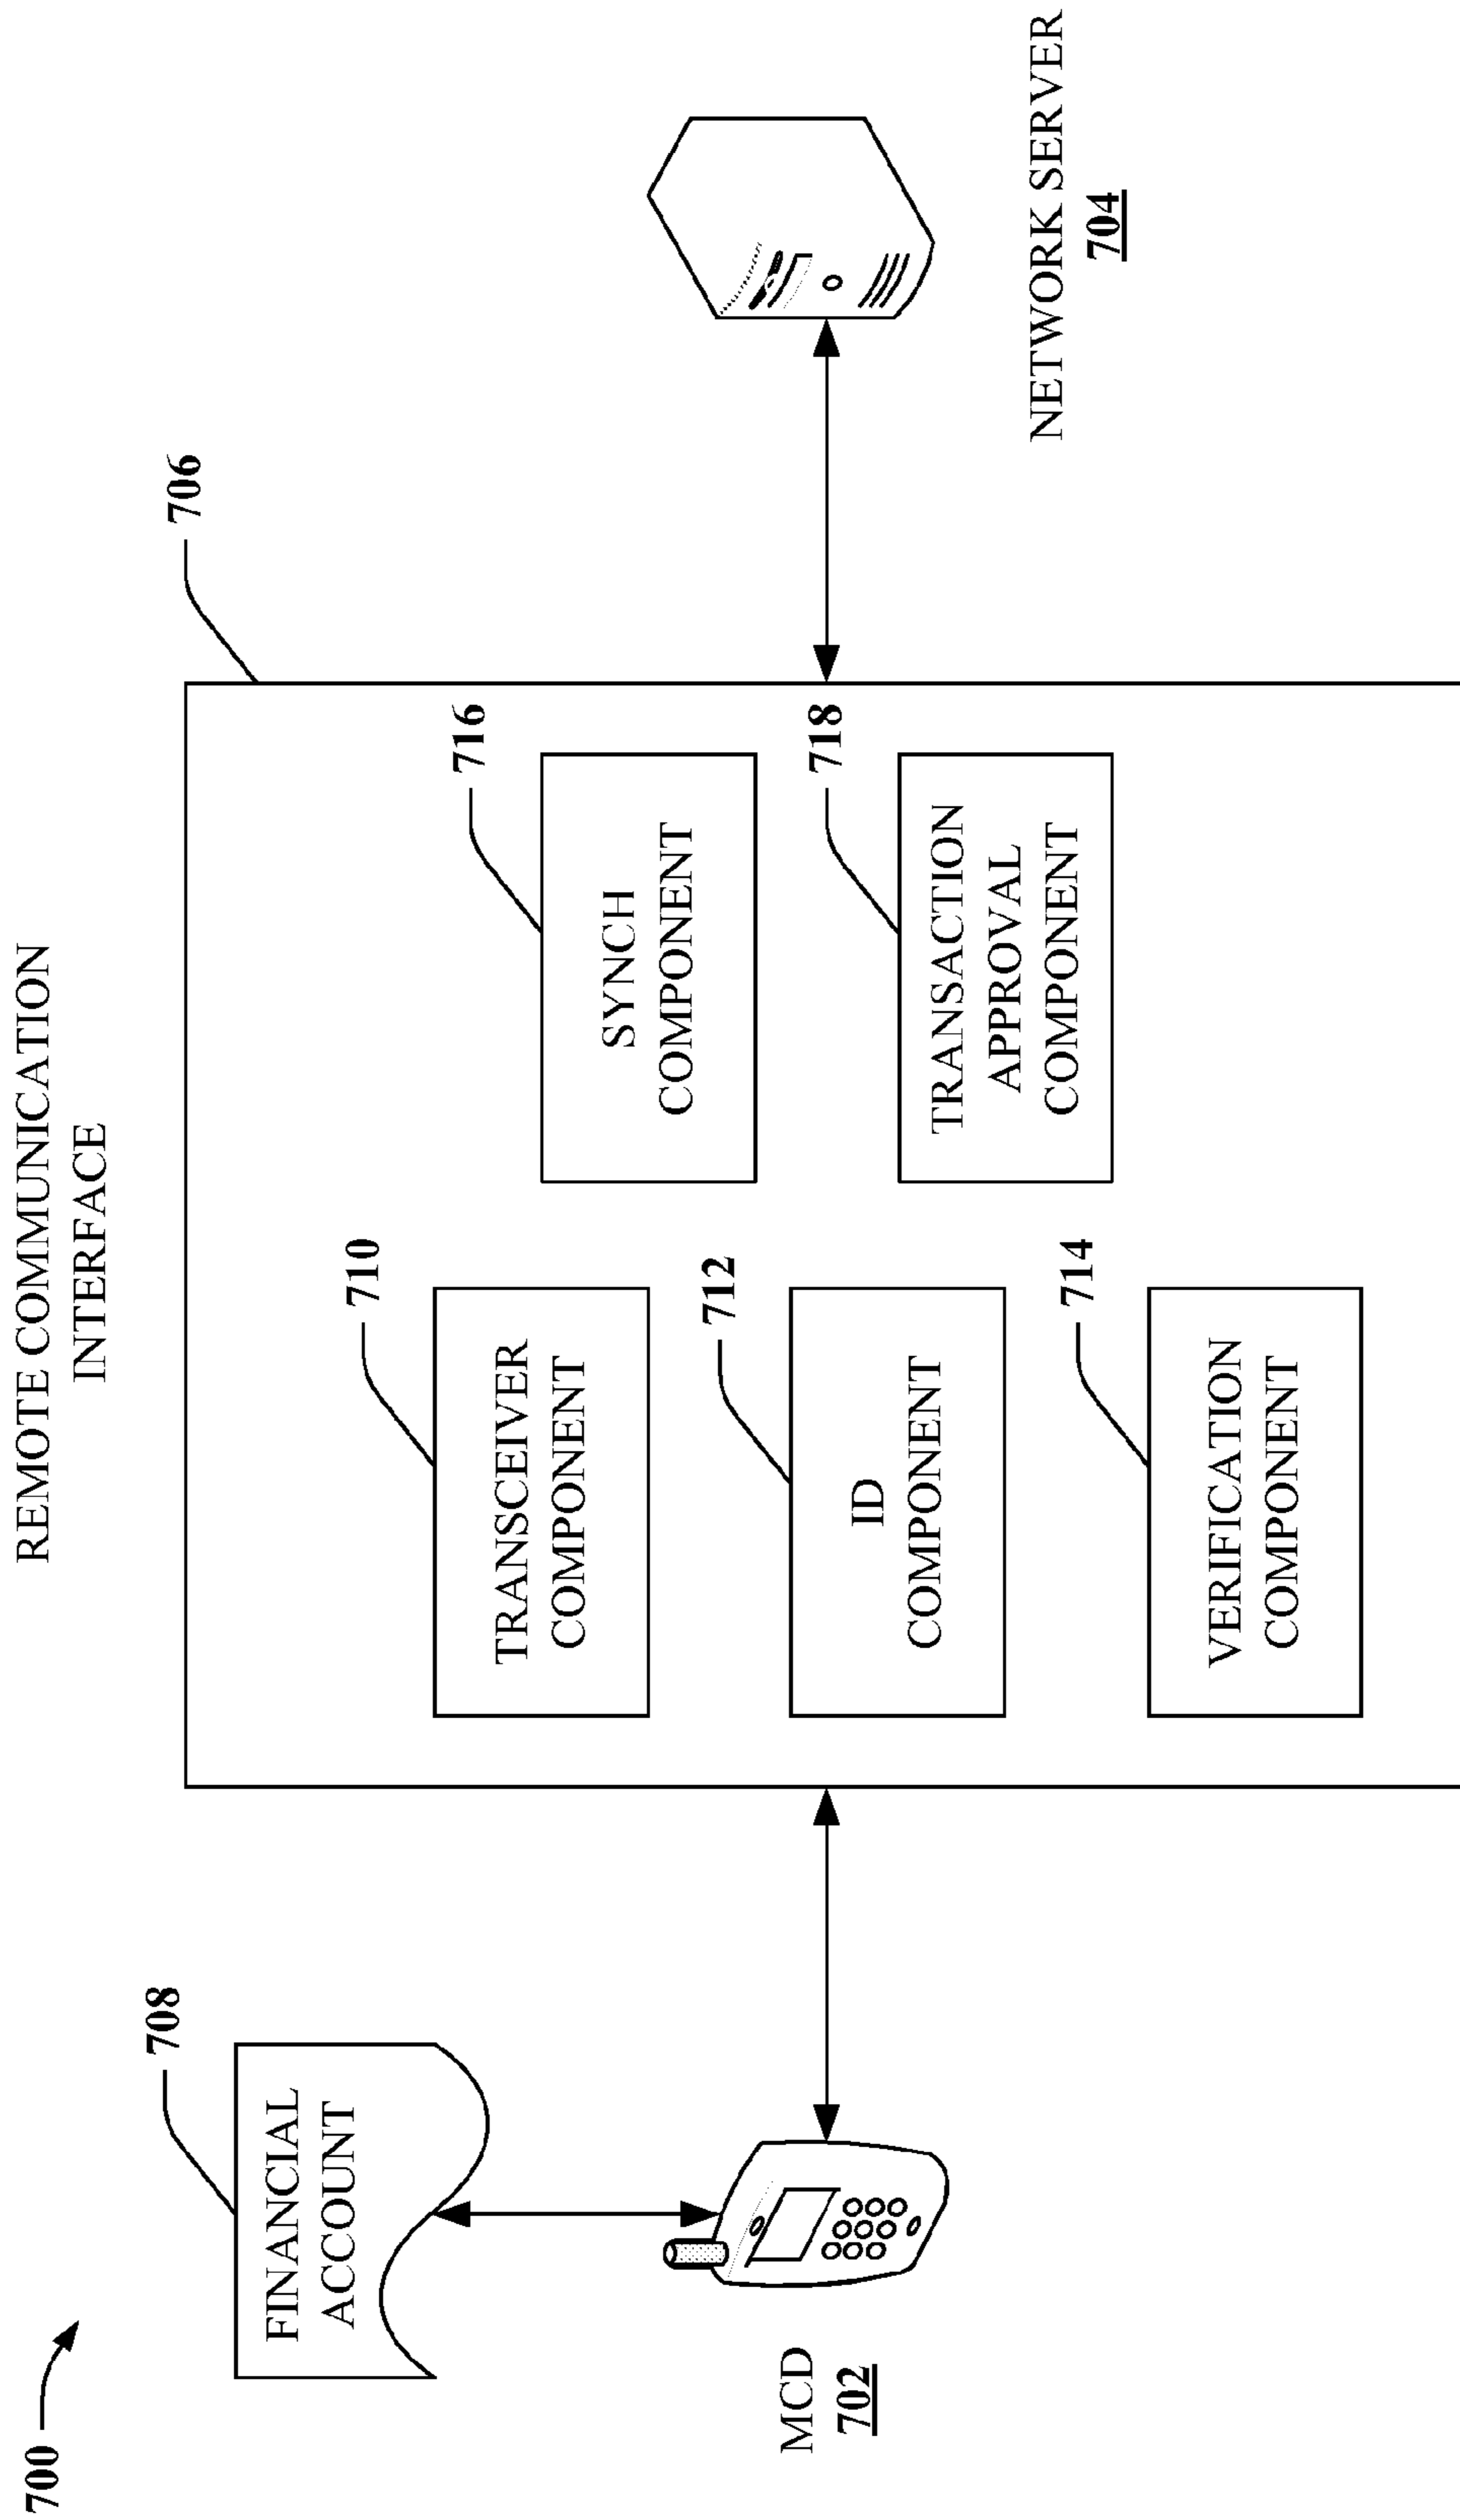 700
REMOTE COMMUNICATION
INTERFACE
708
FINANCIAL
ACCOUNT
MCD
702
706
710
TRANSCEIVER
COMPONENT
712
ID
COMPONENT
714
VERIFICATION
COMPONENT
716
SYNCH
COMPONENT
718
TRANSACTION
APPROVAL
COMPONENT
NETWORK SERVER
704